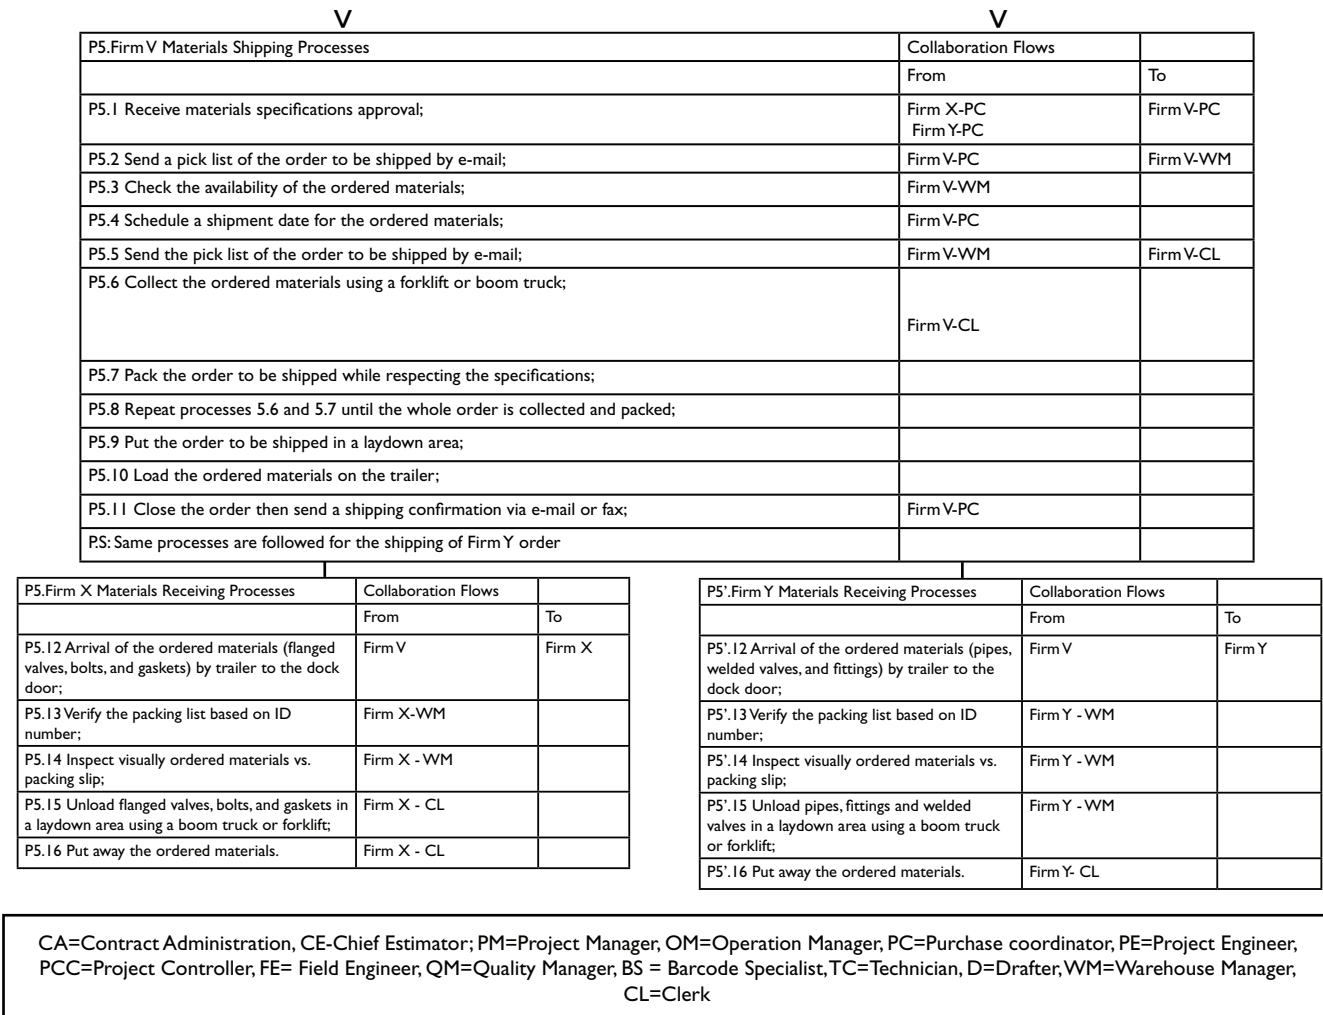 V V
P5.Firm V Materials Shipping Processes Collaboration Flows
From To
P5.1 Receive materials specifications approval; Firm X-PC Firm V-PC
Firm Y-PC
P5.2 Send a pick list of the order to be shipped by e-mail; Firm V-PC Firm V-WM
P5.3 Check the availability of the ordered materials; Firm V-WM
P5.4 Schedule a shipment date for the ordered materials; Firm V-PC
P5.5 Send the pick list of the order to be shipped by e-mail; Firm V-WM Firm V-CL
P5.6 Collect the ordered materials using a forklift or boom truck;
Firm V-CL
P5.7 Pack the order to be shipped while respecting the specifications;
P5.8 Repeat processes 5.6 and 5.7 until the whole order is collected and packed;
P5.9 Put the order to be shipped in a laydown area;
P5.10 Load the ordered materials on the trailer;
P5.11 Close the order then send a shipping confirmation via e-mail or fax; Firm V-PC
P.S: Same processes are followed for the shipping of Firm Y order
P5.Firm X Materials Receiving Processes Collaboration Flows
From To
P5.12 Arrival of the ordered materials (flanged Firm V Firm X
valves, bolts, and gaskets) by trailer to the dock
door;
P5.13 Verify the packing list based on ID Firm X-WM
number;
P5.14 Inspect visually ordered materials vs. Firm X - WM
packing slip;
P5.15 Unload flanged valves, bolts, and gaskets in Firm X - CL
a laydown area using a boom truck or forklift;
P5.16 Put away the ordered materials. Firm X - CL
P5'.Firm Y Materials Receiving Processes Collaboration Flows
From To
P5'.12 Arrival of the ordered materials (pipes, Firm V Firm Y
welded valves, and fittings) by trailer to the
dock door;
P5'.13 Verify the packing list based on ID Firm Y - WM
number;
P5'.14 Inspect visually ordered materials vs. Firm Y - WM
packing slip;
P5'.15 Unload pipes, fittings and welded Firm Y - WM
valves in a laydown area using a boom truck
or forklift;
P5'.16 Put away the ordered materials. Firm Y- CL
CA=Contract Administration, CE-Chief Estimator; PM=Project Manager, OM=Operation Manager, PC=Purchase coordinator, PE=Project Engineer,
PCC=Project Controller, FE= Field Engineer, QM=Quality Manager, BS = Barcode Specialist, TC=Technician, D=Drafter, WM=Warehouse Manager,
CL=Clerk